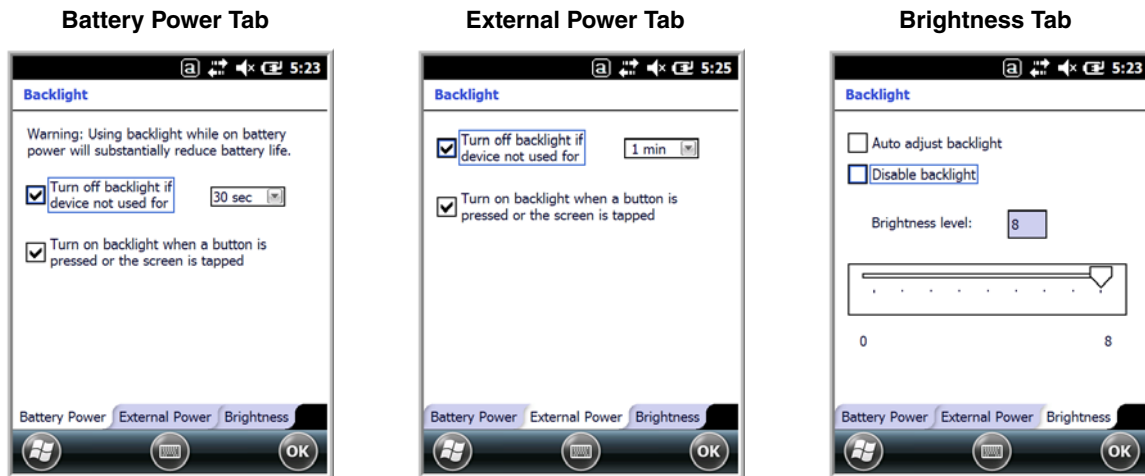 Battery Power Tab
a 5:23
Backlight
Warning: Using backlight while on battery
power will substantially reduce battery life.
Turn off backlight if
device not used for
30 sec
Turn on backlight when a button is
pressed or the screen is tapped
Battery Power External Power Brightness
OK
External Power Tab
a 5:25
Backlight
Turn off backlight if
device not used for
1 min
Turn on backlight when a button is
pressed or the screen is tapped
Battery Power External Power Brightness
OK
Brightness Tab
a 5:23
Backlight
Auto adjust backlight
Disable backlight
Brightness level: 8
0 8
Battery Power External Power Brightness
OK